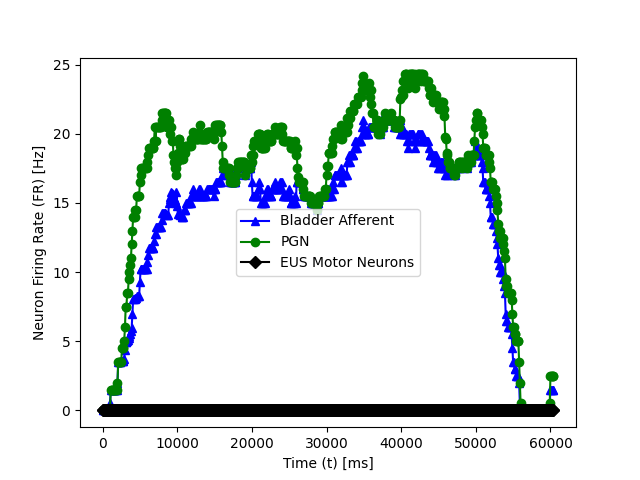 25
20
15
10
5
0
Neuron Firing Rate (FR) [Hz]
Bladder Afferent
PGN
EUS Motor Neurons
0 10000 20000 30000 40000 50000 60000
Time (t) [ms]